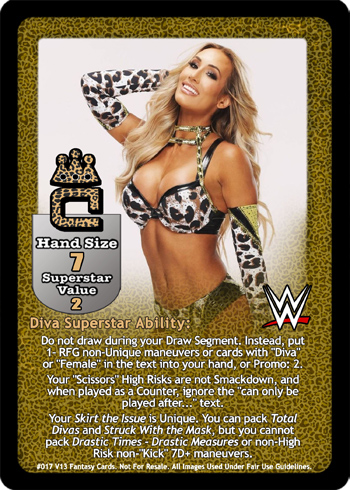 Hand Size
7
Superstar
Value
2
W
Diva Superstar Ability:
Do not draw during your Draw Segment. Instead, put
1- RFG non-Unique maneuvers or cards with "Diva"
or "Female" in the text into your hand, or Promo: 2.
Your "Scissors" High Risks are not Smackdown, and
when played as a Counter, ignore the "can only be
played after..." text.
Your Skirt the Issue is Unique. You can pack Total
Divas and Struck With the Mask, but you cannot
pack Drastic Times - Drastic Measures or non-High
Risk non-"Kick" 7D+ maneuvers.
#017 V13 Fantasy Cards. Not For Resale. All Images Used Under Fair Use Guidelines.